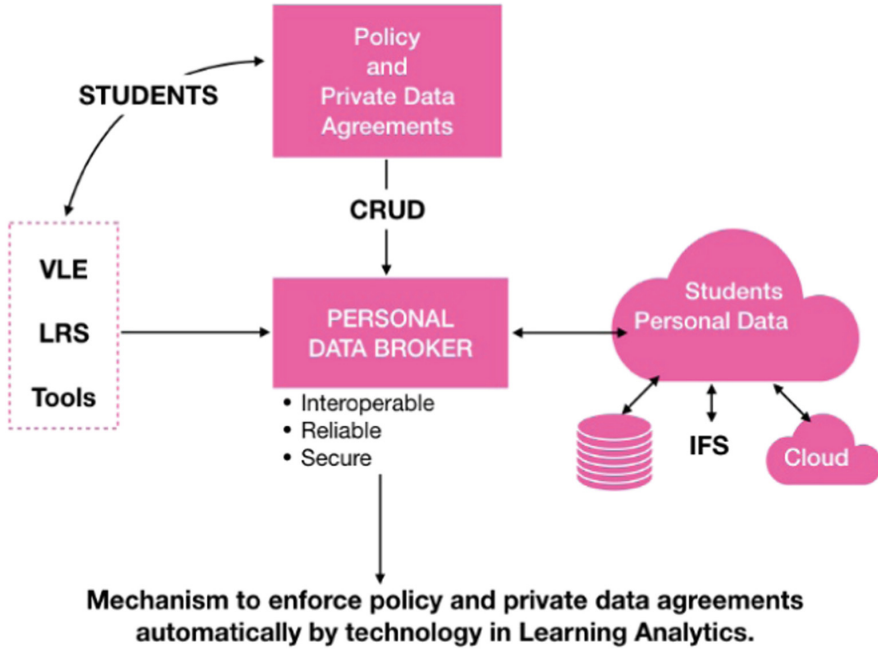 Policy
and
Private Data
Agreements
STUDENTS
CRUD
VLE
LRS
Tools
PERSONAL
DATA BROKER
• Interoperable
• Reliable
• Secure
Students
Personal Data
IFS
Cloud
Mechanism to enforce policy and private data agreements
automatically by technology in Learning Analytics.